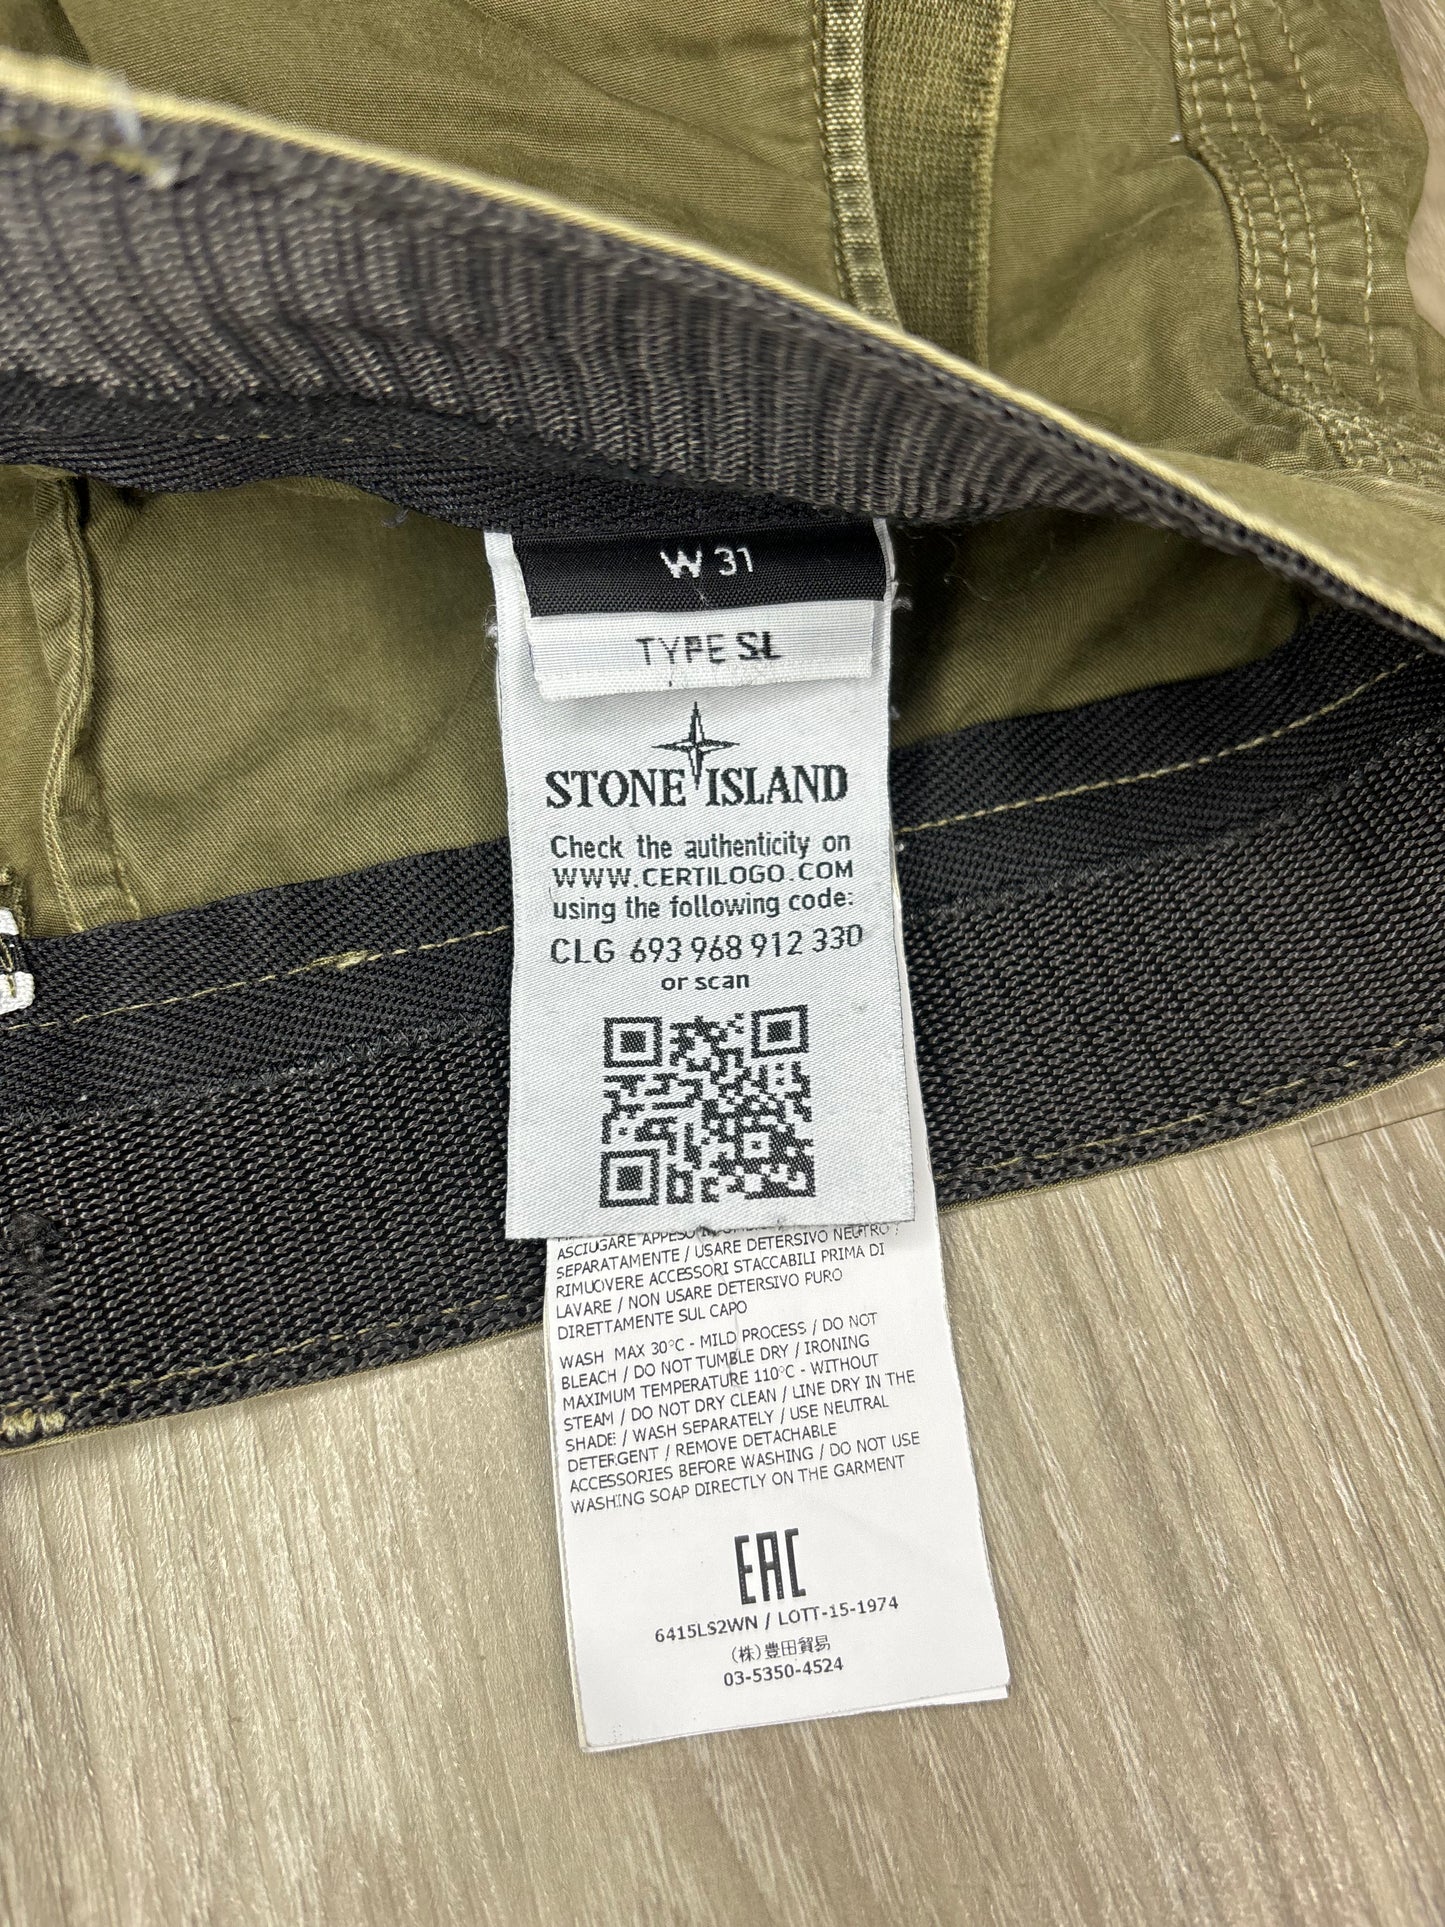 W 31
TYPE SL
STONE ISLAND
Check the authenticity on
WWW.CERTILOGO.COM
using the following code:
CLG 693 968 912 330
or scan
ASCIUGARE APPESO
SEPARATAMENTE / USARE DETERSIVO NEUTRO /
RIMUOVERE ACCESSORI STACCABILI PRIMA DI
LAVARE / NON USARE DETERSIVO PURO
DIRETTAMENTE SUL CAPO
WASH MAX 30°C - MILD PROCESS / DO NOT
BLEACH / DO NOT TUMBLE DRY / IRONING
MAXIMUM TEMPERATURE 110°C - WITHOUT
STEAM / DO NOT DRY CLEAN / LINE DRY IN THE
SHADE / WASH SEPARATELY / USE NEUTRAL
DETERGENT / REMOVE DETACHABLE
ACCESSORIES BEFORE WASHING / DO NOT USE
WASHING SOAP DIRECTLY ON THE GARMENT
EAC
6415LS2WN / LOTT-15-1974
(株)豊田貿易
03-5350-4524